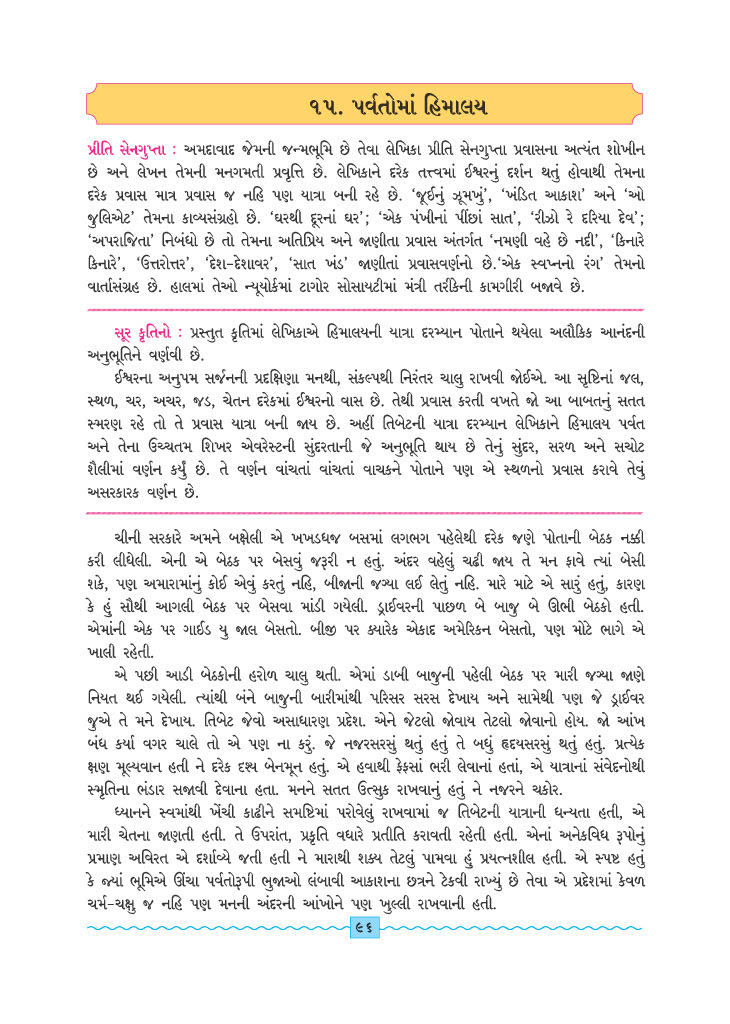 ૧૫. પર્વતોમાં હિમાલય
પ્રીતિ સેનગુપ્તા : અમદાવાદ જેમની જન્મભૂમિ છે તેવા લેખિકા પ્રીતિ સેનગુપ્તા પ્રવાસના અત્યંત શોખીન
છે અને લેખન તેમની મનગમતી પ્રવૃત્તિ છે. લેખિકાને દરેક તત્ત્વમાં ઈશ્વરનું દર્શન થતું હોવાથી તેમના
દરેક પ્રવાસ માત્ર પ્રવાસ જ નહિ પણ યાત્રા બની રહે છે. ‘જૂઈનું ઝૂમખું’, ‘ખંડિત આકાશ’ અને ‘ઓ
જુલિએટ’ તેમના કાવ્યસંગ્રહો છે. ‘ઘરથી દૂરનાં ઘર’; ‘એક પંખીનાં પીંછાં સાત’, ‘રીઝો રે દરિયા દેવ’;
‘અપરાજિતા’ નિબંધો છે તો તેમના અતિપ્રિય અને જાણીતા પ્રવાસ અંતર્ગત ‘નમણી વહે છે નદી’, ‘કિનારે
કિનારે’, ‘ઉત્તરોત્તર’, ‘દેશ-દેશાવર’, ‘સાત ખંડ’ જાણીતાં પ્રવાસવર્ણનો છે.‘એક સ્વપ્નનો રંગ’ તેમનો
વાર્તાસંગ્રહ છે. હાલમાં તેઓ ન્યૂયોર્કમાં ટાગોર સોસાયટીમાં મંત્રી તરીકેની કામગીરી બજાવે છે.
સૂર કૃતિનો : પ્રસ્તુત કૃતિમાં લેખિકાએ હિમાલયની યાત્રા દરમ્યાન પોતાને થયેલા અલૌકિક આનંદની
અનુભૂતિને વર્ણવી છે.
ઈશ્વરના અનુપમ સર્જનની પ્રદક્ષિણા મનથી, સંકલ્પથી નિરંતર ચાલુ રાખવી જોઈએ. આ સૃષ્ટિનાં જલ,
સ્થળ, ચર, અચર, જડ, ચેતન દરેકમાં ઈશ્વરનો વાસ છે. તેથી પ્રવાસ કરતી વખતે જો આ બાબતનું સતત
સ્મરણ રહે તો તે પ્રવાસ યાત્રા બની જાય છે. અહીં તિબેટની યાત્રા દરમ્યાન લેખિકાને હિમાલય પર્વત
અને તેના ઉચ્ચતમ શિખર એવરેસ્ટની સુંદરતાની જે અનુભૂતિ થાય છે તેનું સુંદર, સરળ અને સચોટ
શૈલીમાં વર્ણન કર્યું છે. તે વર્ણન વાંચતાં વાંચતાં વાચકને પોતાને પણ એ સ્થળનો પ્રવાસ કરાવે તેવું
અસરકારક વર્ણન છે.
ચીની સરકારે અમને બક્ષેલી એ ખખડધજ બસમાં લગભગ પહેલેથી દરેક જણે પોતાની બેઠક નક્કી
કરી લીધેલી. એની એ બેઠક પર બેસવું જરૂરી ન હતું. અંદર વહેલું ચઢી જાય તે મન ફાવે ત્યાં બેસી
શકે, પણ અમારામાંનું કોઈ એવું કરતું નહિ, બીજાની જગ્યા લઈ લેતું નહિ. મારે માટે એ સારું હતું, કારણ
કે હું સૌથી આગલી બેઠક પર બેસવા માંડી ગયેલી. ડ્રાઈવરની પાછળ બે બાજુ બે ઊભી બેઠકો હતી.
એમાંની એક પર ગાઈડ યુ જાલ બેસતો. બીજી પર ક્યારેક એકાદ અમેરિકન બેસતો, પણ મોટે ભાગે એ
ખાલી રહેતી.
એ પછી આડી બેઠકોની હરોળ ચાલુ થતી. એમાં ડાબી બાજુની પહેલી બેઠક પર મારી જગ્યા જાણે
નિયત થઈ ગયેલી. ત્યાંથી બંને બાજુની બારીમાંથી પરિસર સરસ દેખાય અને સામેથી પણ જે ડ્રાઈવર
જુએ તે મને દેખાય. તિબેટ જેવો અસાધારણ પ્રદેશ. એને જેટલો જોવાય તેટલો જોવાનો હોય. જો આંખ
બંધ કર્યા વગર ચાલે તો એ પણ ના કરું. જે નજરસરસું થતું હતું તે બધું હૃદયસરસું થતું હતું. પ્રત્યેક
ક્ષણ મૂલ્યવાન હતી ને દરેક દશ્ય બેનમૂન હતું. એ હવાથી ફેફસાં ભરી લેવાનાં હતાં, એ યાત્રાનાં સંવેદનોથી
સ્મૃતિના ભંડાર સજાવી દેવાના હતા. મનને સતત ઉત્સુક રાખવાનું હતું ને નજરને ચકોર.
ધ્યાનને સ્વમાંથી ખેંચી કાઢીને સમષ્ટિમાં પરોવેલું રાખવામાં જ તિબેટની યાત્રાની ધન્યતા હતી, એ
મારી ચેતના જાણતી હતી. તે ઉપરાંત, પ્રકૃતિ વધારે પ્રતીતિ કરાવતી રહેતી હતી. એનાં અનેકવિધ રૂપોનું
પ્રમાણ અવિરત એ દર્શાવ્યે જતી હતી ને મારાથી શક્ય તેટલું પામવા હું પ્રયત્નશીલ હતી. એ સ્પષ્ટ હતું
કે જ્યાં ભૂમિએ ઊંચા પર્વતોરૂપી ભુજાઓ લંબાવી આકાશના છત્રને ટેકવી રાખ્યું છે તેવા એ પ્રદેશમાં કેવળ
ચર્મ-ચક્ષુ જ નહિ પણ મનની અંદરની આંખોને પણ ખુલ્લી રાખવાની હતી.
૯૬